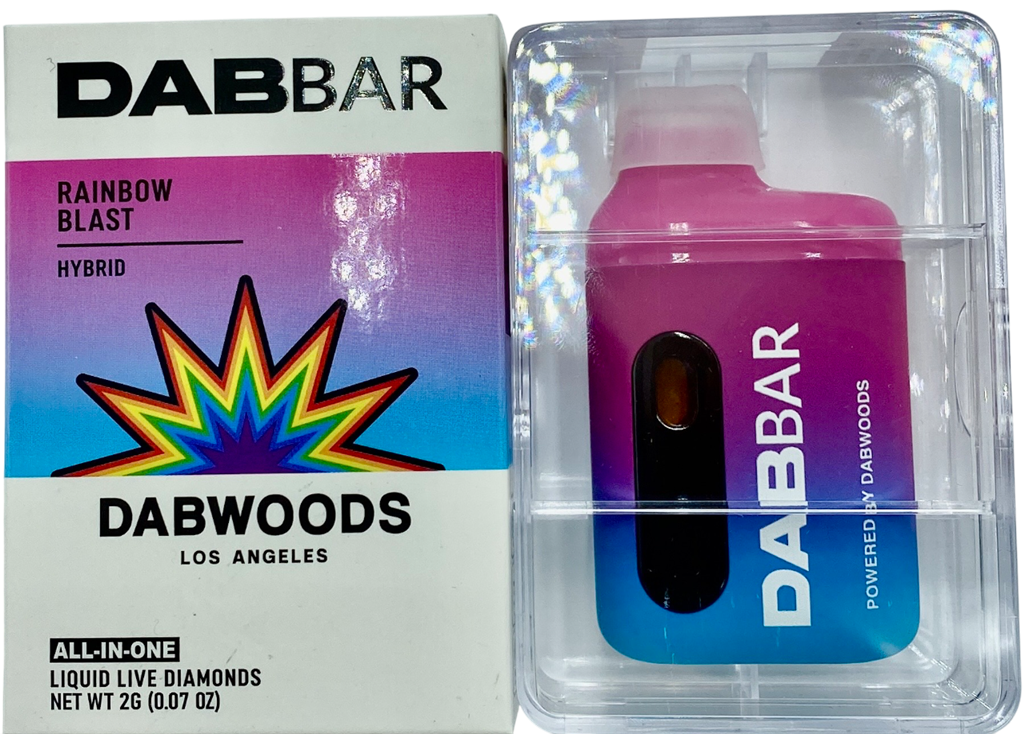 DABBAR
RAINBOW
BLAST
HYBRID
DABWOODS
LOS ANGELES
ALL-IN-ONE
LIQUID LIVE DIAMONDS
NET WT 2G (0.07 OZ)
DABBAR
POWERED BY DABWOODS